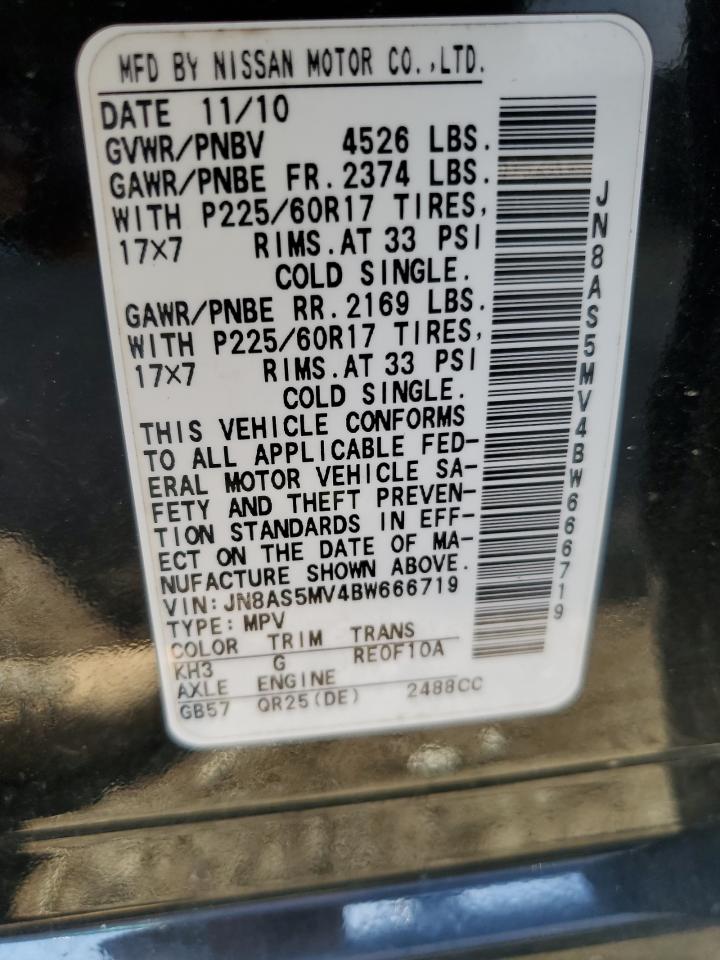 MFD BY NISSAN MOTOR CO.,LTD.
DATE 11/10
GVWR/PNBV 4526 LBS.
GAWR/PNBE FR.2374 LBS.
WITH P225/60R17 TIRES,
17×7 RIMS.AT 33 PSI
COLD SINGLE.
GAWR/PNBE RR.2169 LBS.
WITH P225/60R17 TIRES,
17×7 RIMS.AT 33 PSI
COLD SINGLE.
THIS VEHICLE CONFORMS
TO ALL APPLICABLE FED-
ERAL MOTOR VEHICLE SA-
FETY AND THEFT PREVEN-
TION STANDARDS IN EFF-
ECT ON THE DATE OF MA-
NUFACTURE SHOWN ABOVE.
VIN:JN8AS5MV4BW666719
TYPE:MPV
COLOR TRIM TRANS
KH3 G RE0F10A
AXLE ENGINE
GB57 QR25(DE) 2488CC
JN8AS5MV4BW666719